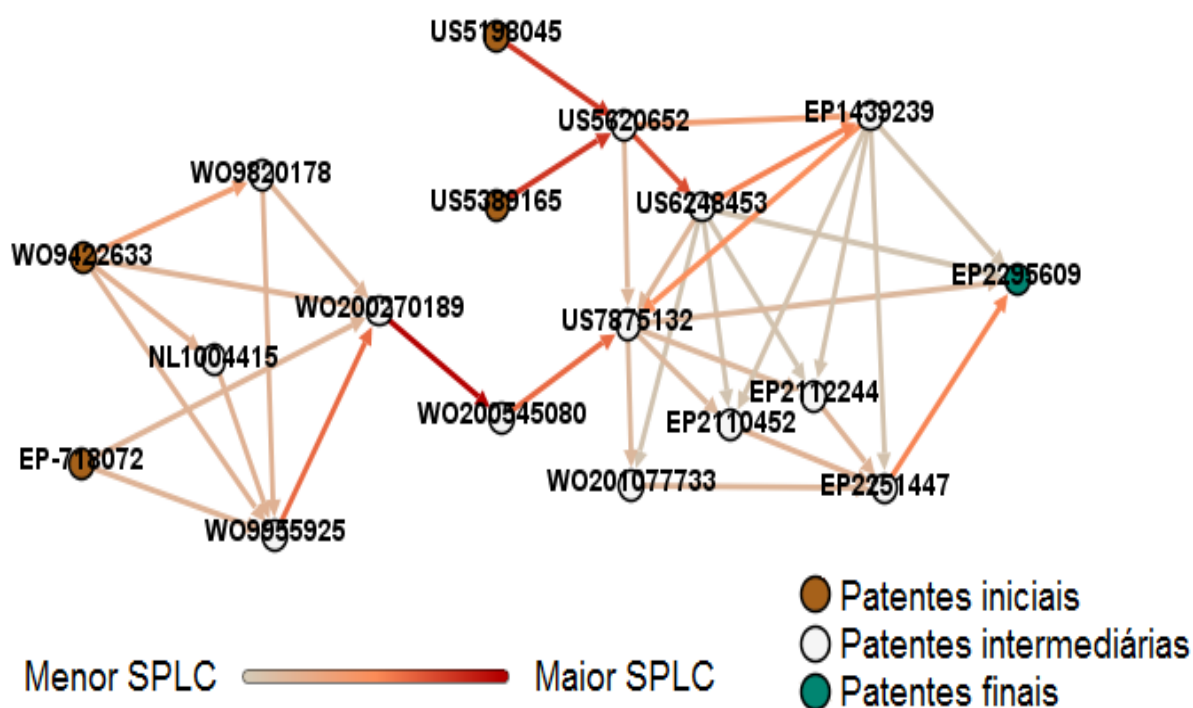 US5198045
US5620652
EP1439239
WO9820178
US5389165
US6248453
WO9422633
EP2295609
WO200270189
US7875132
NL1004415
EP2112244
WO200545080
EP2110452
EP-718072
WO201077733
EP2251447
WO9955925
Patentes iniciais
Patentes intermediárias
Menor SPLC
Maior SPLC
Patentes finais